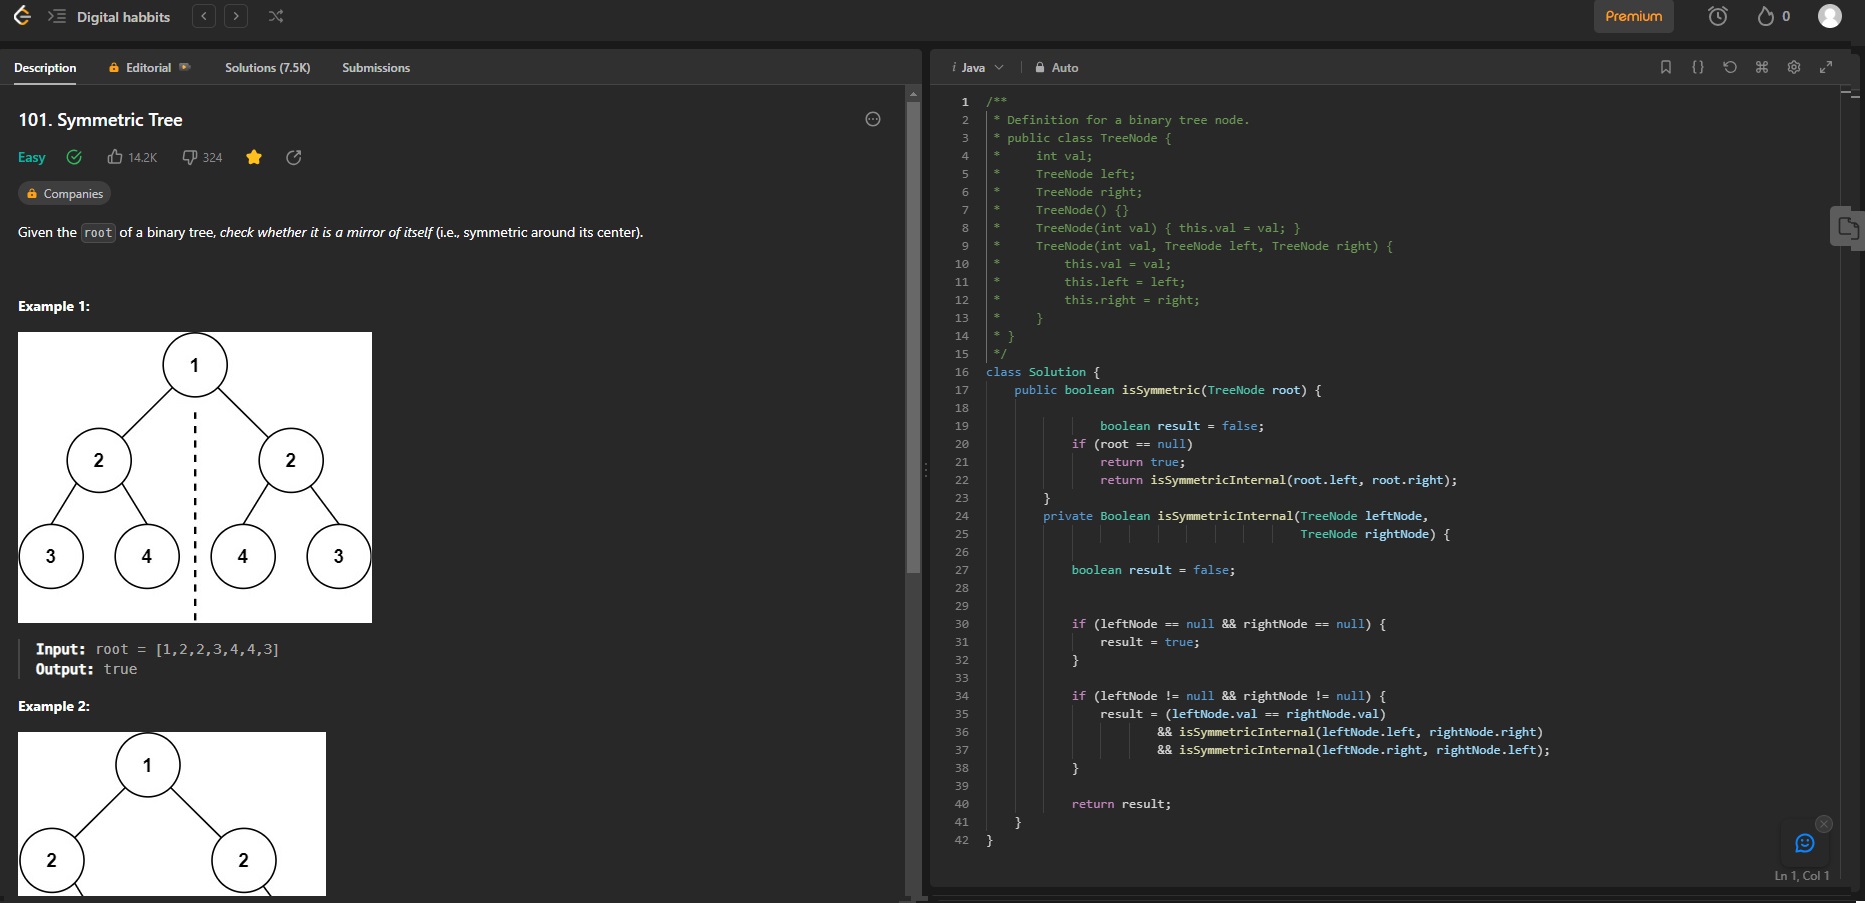 Digital habbits
Premium
0
Description Editorial Solutions (7.5K) Submissions
101. Symmetric Tree
Easy 14.2K 324
Companies
Given the root of a binary tree, check whether it is a mirror of itself (i.e., symmetric around its center).
Example 1:
1
2 2
3 4 4 3
Input: root = [1,2,2,3,4,4,3]
Output: true
Example 2:
1
2 2
i Java Auto
1 /**
2 * Definition for a binary tree node.
3 * public class TreeNode {
4 * int val;
5 * TreeNode left;
6 * TreeNode right;
7 * TreeNode() {}
8 * TreeNode(int val) { this.val = val; }
9 * TreeNode(int val, TreeNode left, TreeNode right) {
10 * this.val = val;
11 * this.left = left;
12 * this.right = right;
13 * }
14 * }
15 */
16 class Solution {
17 public boolean isSymmetric(TreeNode root) {
18
19 boolean result = false;
20 if (root == null)
21 return true;
22 return isSymmetricInternal(root.left, root.right);
23 }
24 private Boolean isSymmetricInternal(TreeNode leftNode,
25 TreeNode rightNode) {
26
27 boolean result = false;
28
29
30 if (leftNode == null && rightNode == null) {
31 result = true;
32 }
33
34 if (leftNode != null && rightNode != null) {
35 result = (leftNode.val == rightNode.val)
36 && isSymmetricInternal(leftNode.left, rightNode.right)
37 && isSymmetricInternal(leftNode.right, rightNode.left);
38 }
39
40 return result;
41 }
42 }
Ln 1, Col 1